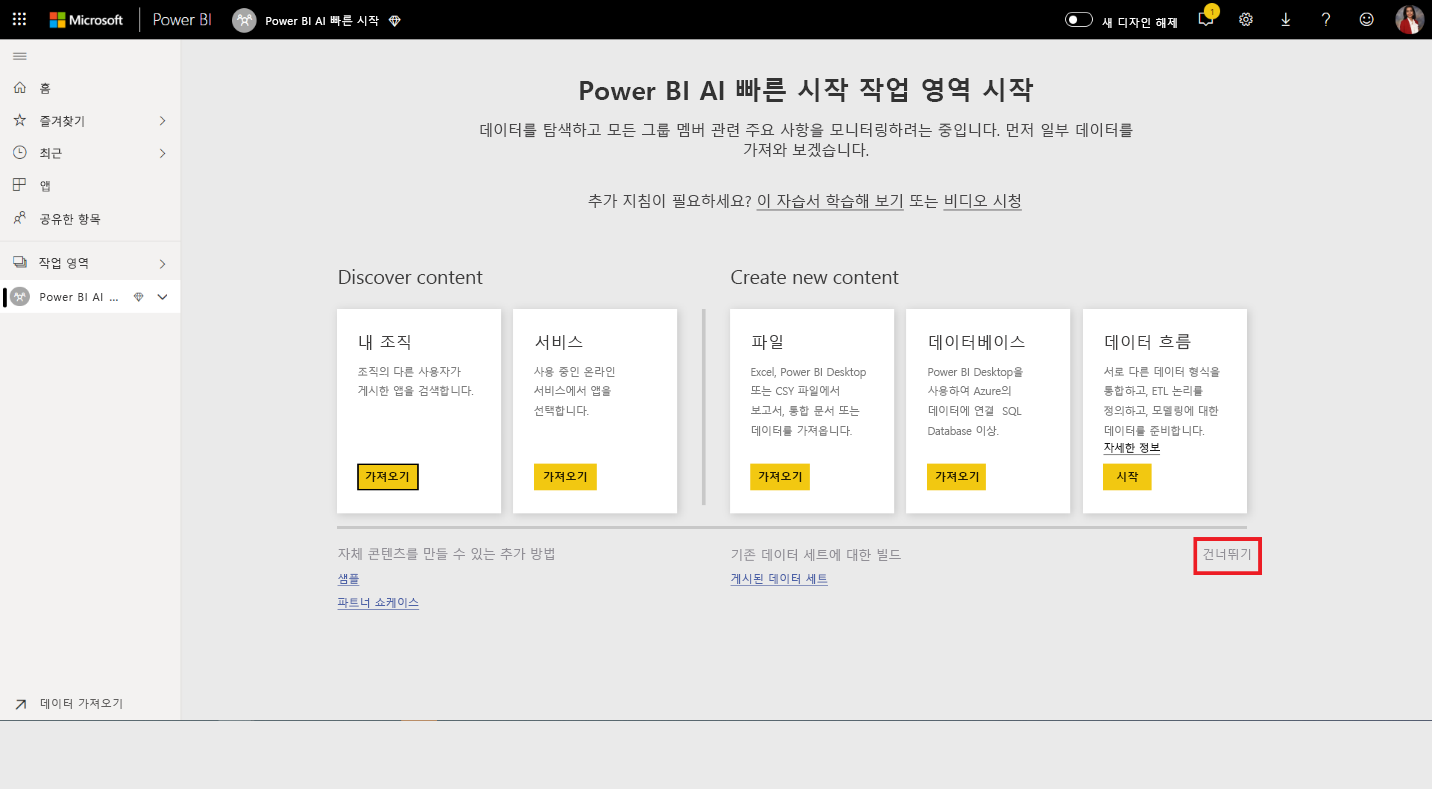 Microsoft Power BI Power BI AI 빠른 시작 새 디자인 해제 1
홈
즐겨찾기
최근
앱
공유한 항목
작업 영역
Power BI AI ...
데이터 가져오기
Power BI AI 빠른 시작 작업 영역 시작
데이터를 탐색하고 모든 그룹 멤버 관련 주요 사항을 모니터링하려는 중입니다. 먼저 일부 데이터를
가져와 보겠습니다.
추가 지침이 필요하세요? 이 자습서 학습해 보기 또는 비디오 시청
Discover content
내 조직
조직의 다른 사용자가
게시한 앱을 검색합니다.
가져오기
서비스
사용 중인 온라인
서비스에서 앱을
선택합니다.
가져오기
Create new content
파일
Excel, Power BI Desktop
또는 CSY 파일에서
보고서, 통합 문서 또는
데이터를 가져옵니다.
가져오기
데이터베이스
Power BI Desktop을
사용하여 Azure의
데이터에 연결 SQL
Database 이상.
가져오기
데이터 흐름
서로 다른 데이터 형식을
통합하고, ETL 논리를
정의하고, 모델링에 대한
데이터를 준비합니다.
자세한 정보
시작
자체 콘텐츠를 만들 수 있는 추가 방법
샘플
파트너 쇼케이스
기존 데이터 세트에 대한 빌드
게시된 데이터 세트
건너뛰기